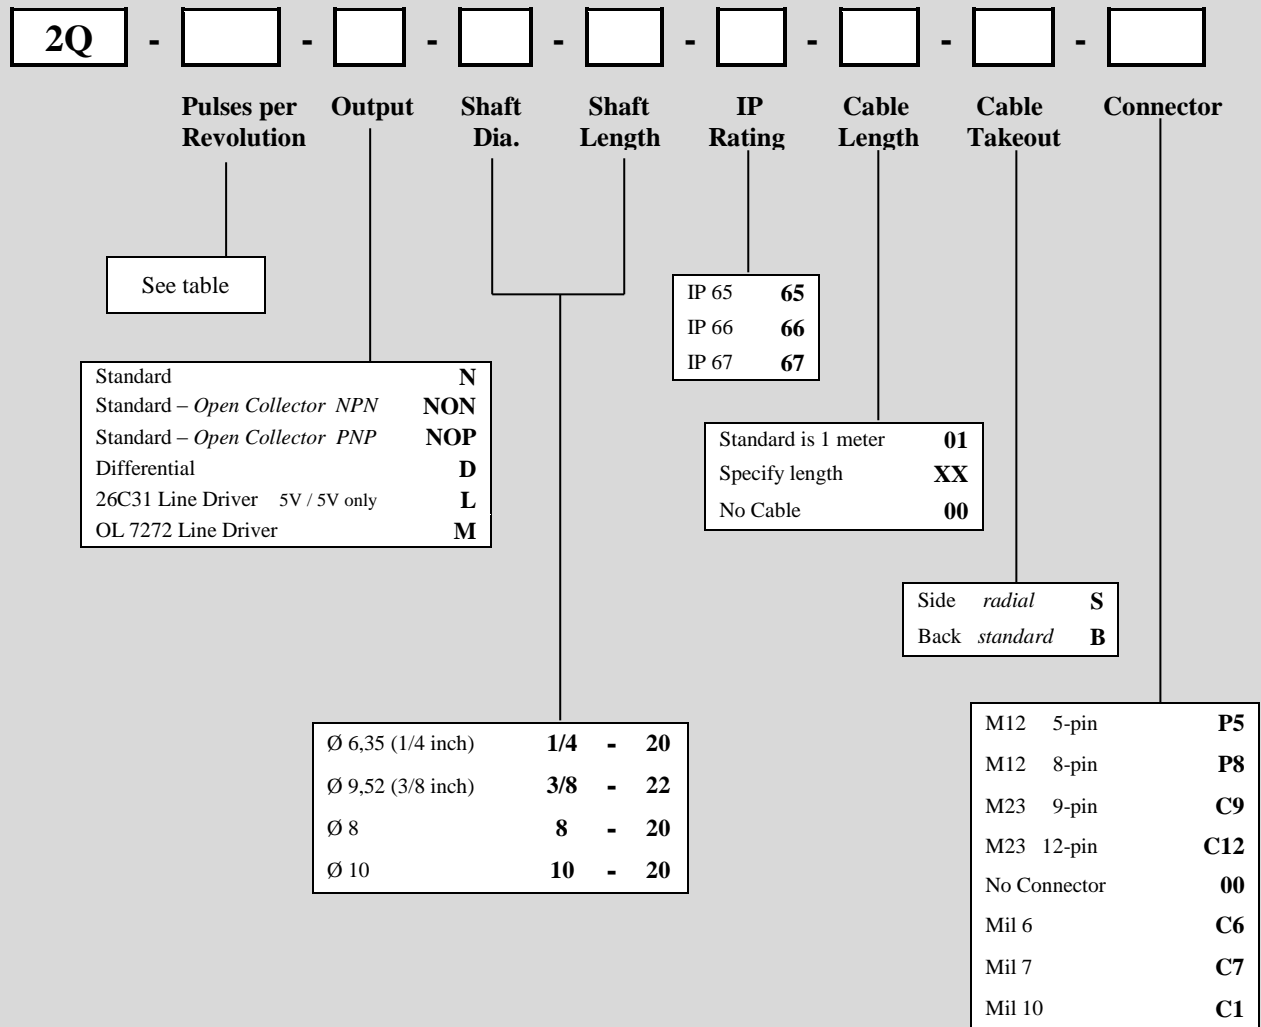 2Q - - - - - - - -
Pulses per Revolution
Output
Shaft Dia.
Shaft Length
IP Rating
Cable Length
Cable Takeout
Connector
See table
Standard N
Standard – Open Collector NPN NON
Standard – Open Collector PNP NOP
Differential D
26C31 Line Driver 5V / 5V only L
OL 7272 Line Driver M
IP 65 65
IP 66 66
IP 67 67
Standard is 1 meter 01
Specify length XX
No Cable 00
Side radial S
Back standard B
Ø 6,35 (1/4 inch) 1/4 - 20
Ø 9,52 (3/8 inch) 3/8 - 22
Ø 8 8 - 20
Ø 10 10 - 20
M12 5-pin P5
M12 8-pin P8
M23 9-pin C9
M23 12-pin C12
No Connector 00
Mil 6 C6
Mil 7 C7
Mil 10 C1